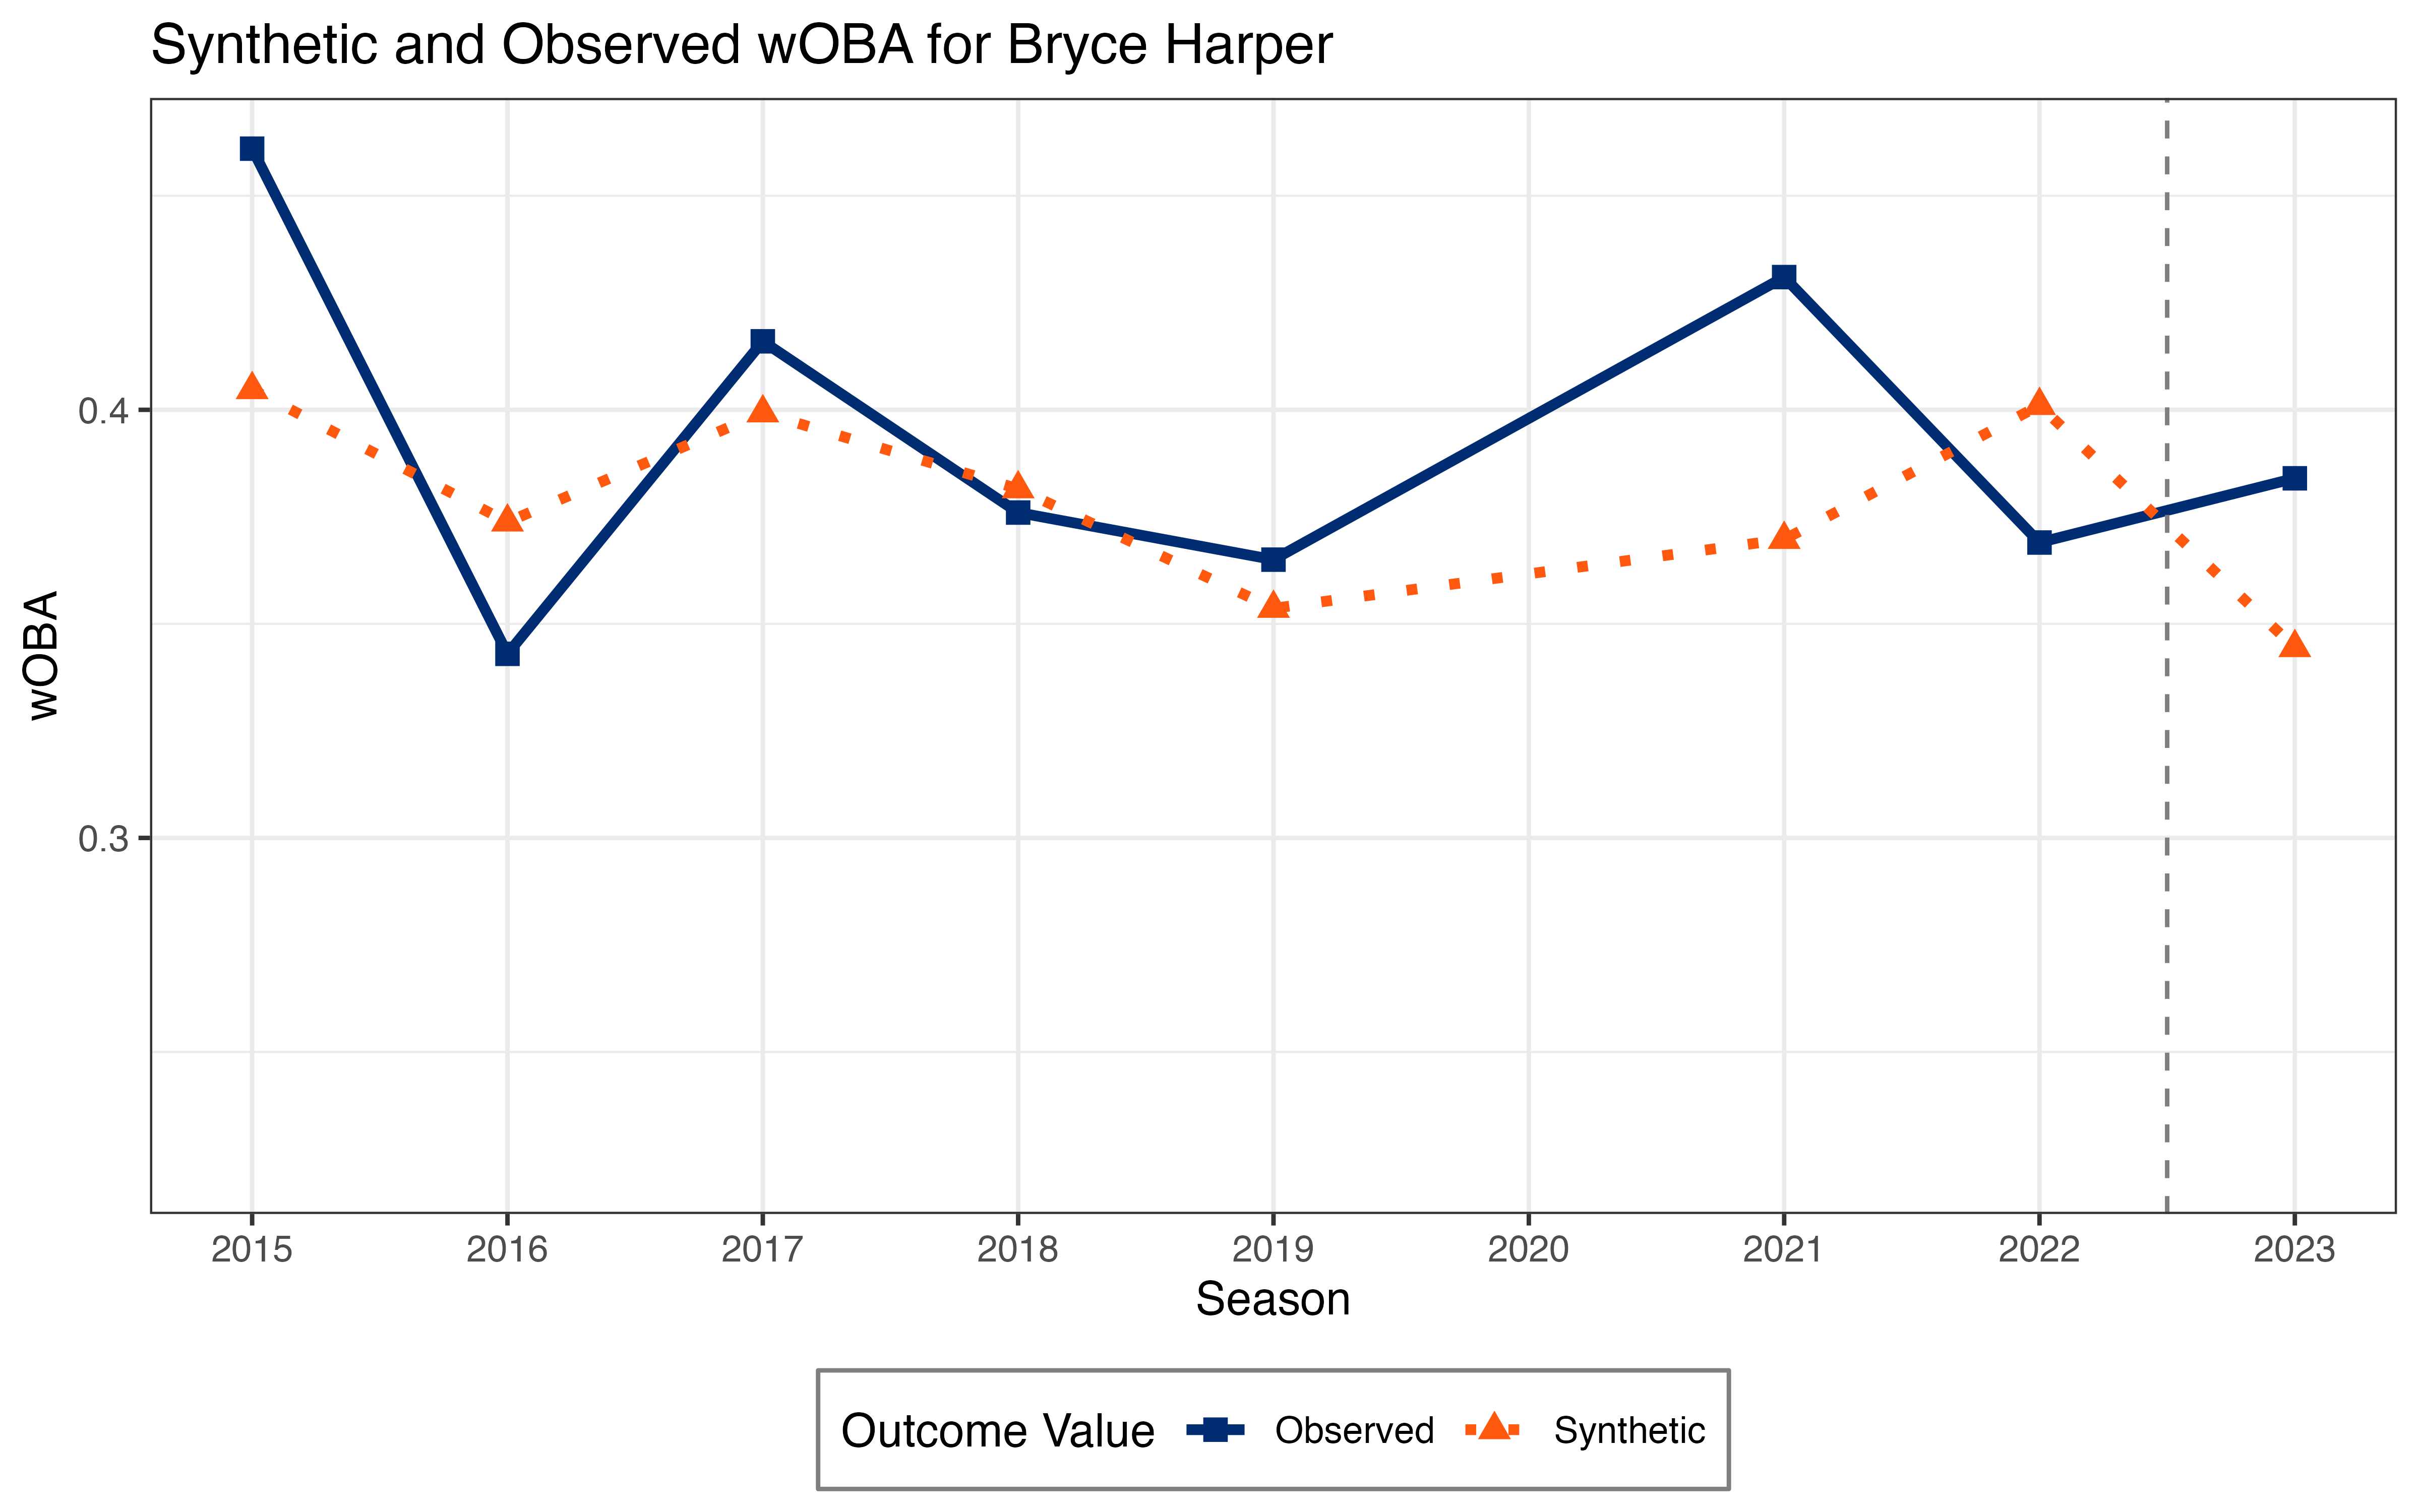 Synthetic and Observed wOBA for Bryce Harper
wOBA
0.4
0.3
2015 2016 2017 2018 2019 2020 2021 2022 2023
Season
Outcome Value Observed Synthetic